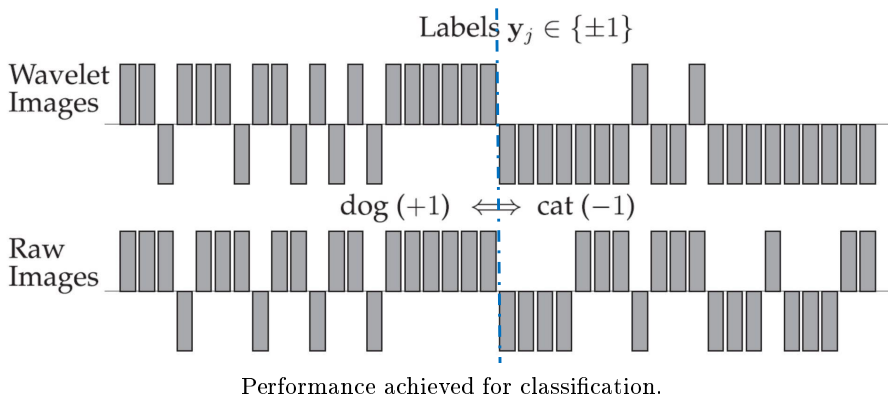 Labels y_j ∈ {±1}
Wavelet
Images
dog (+1) ⟺ cat (−1)
Raw
Images
Performance achieved for classification.